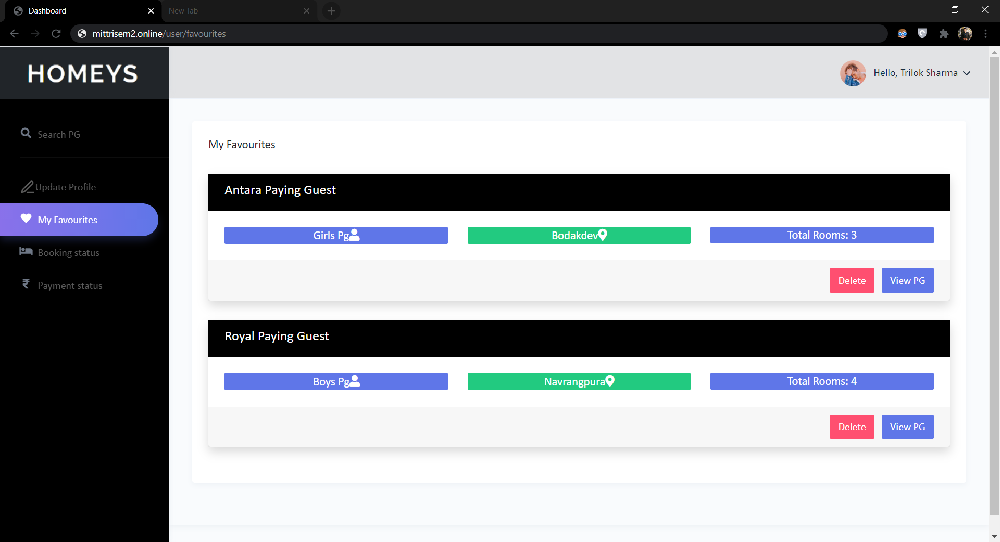 Dashboard
New Tab
mittrisem2.online/user/favourites
HOMEYS
Hello, Trilok Sharma
Search PG
Update Profile
My Favourites
Booking status
Payment status
My Favourites
Antara Paying Guest
Girls Pg
Bodakdev
Total Rooms: 3
Delete
View PG
Royal Paying Guest
Boys Pg
Navrangpura
Total Rooms: 4
Delete
View PG